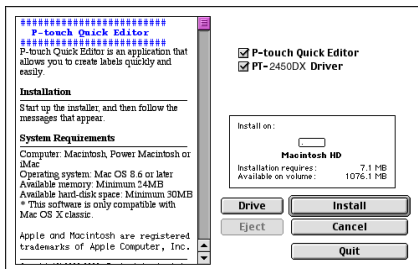 ##########################
P-touch Quick Editor
##########################
P-touch Quick Editor is an application that
allows you to create labels quickly and
easily.
Installation
Start up the installer, and then follow the
messages that appear.
System Requirements
Computer: Macintosh, Power Macintosh or
iMac
Operating system: Mac OS 8.6 or later
Available memory: Minimum 24MB
Available hard-disk space: Minimum 30MB
* This software is only compatible with
Mac OS X classic.
Apple and Macintosh are registered
trademarks of Apple Computer, Inc.
P-touch Quick Editor
PT-2450DX Driver
Install on:
Macintosh HD
Installation requires: 7.1 MB
Available on volume: 1076.1 MB
Drive
Install
Eject
Cancel
Quit